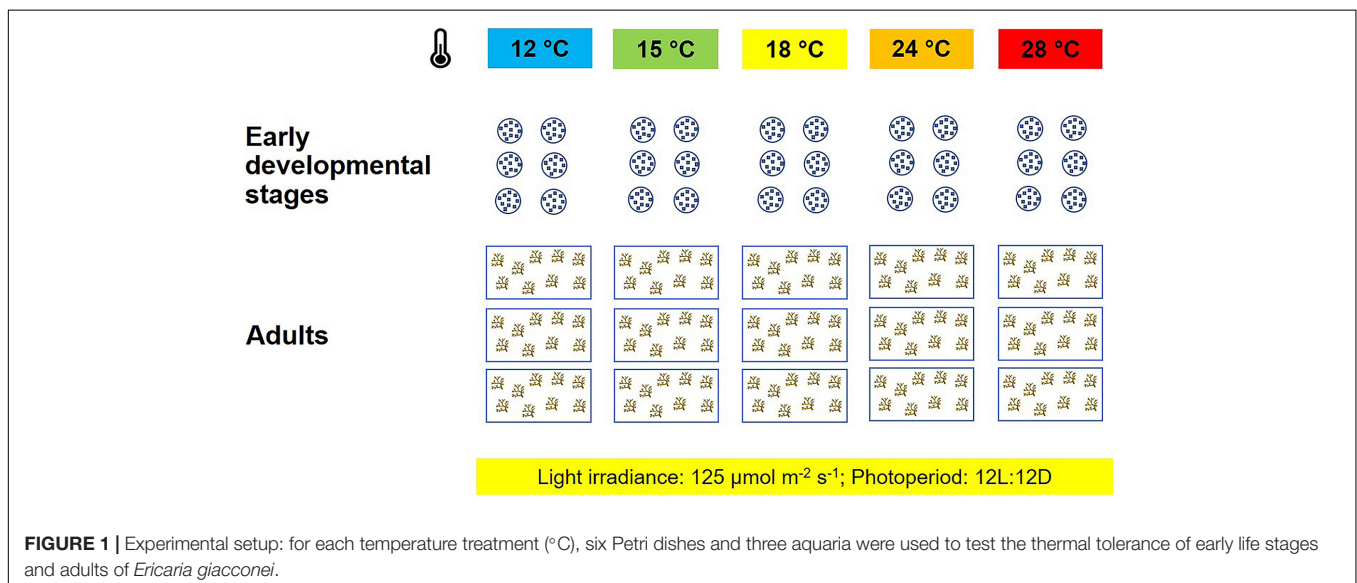 12 °C 15 °C 18 °C 24 °C 28 °C
Early
developmental
stages
Adults
Light irradiance: 125 µmol m⁻² s⁻¹; Photoperiod: 12L:12D
FIGURE 1 | Experimental setup: for each temperature treatment (°C), six Petri dishes and three aquaria were used to test the thermal tolerance of early life stages
and adults of Ericaria giacconei.